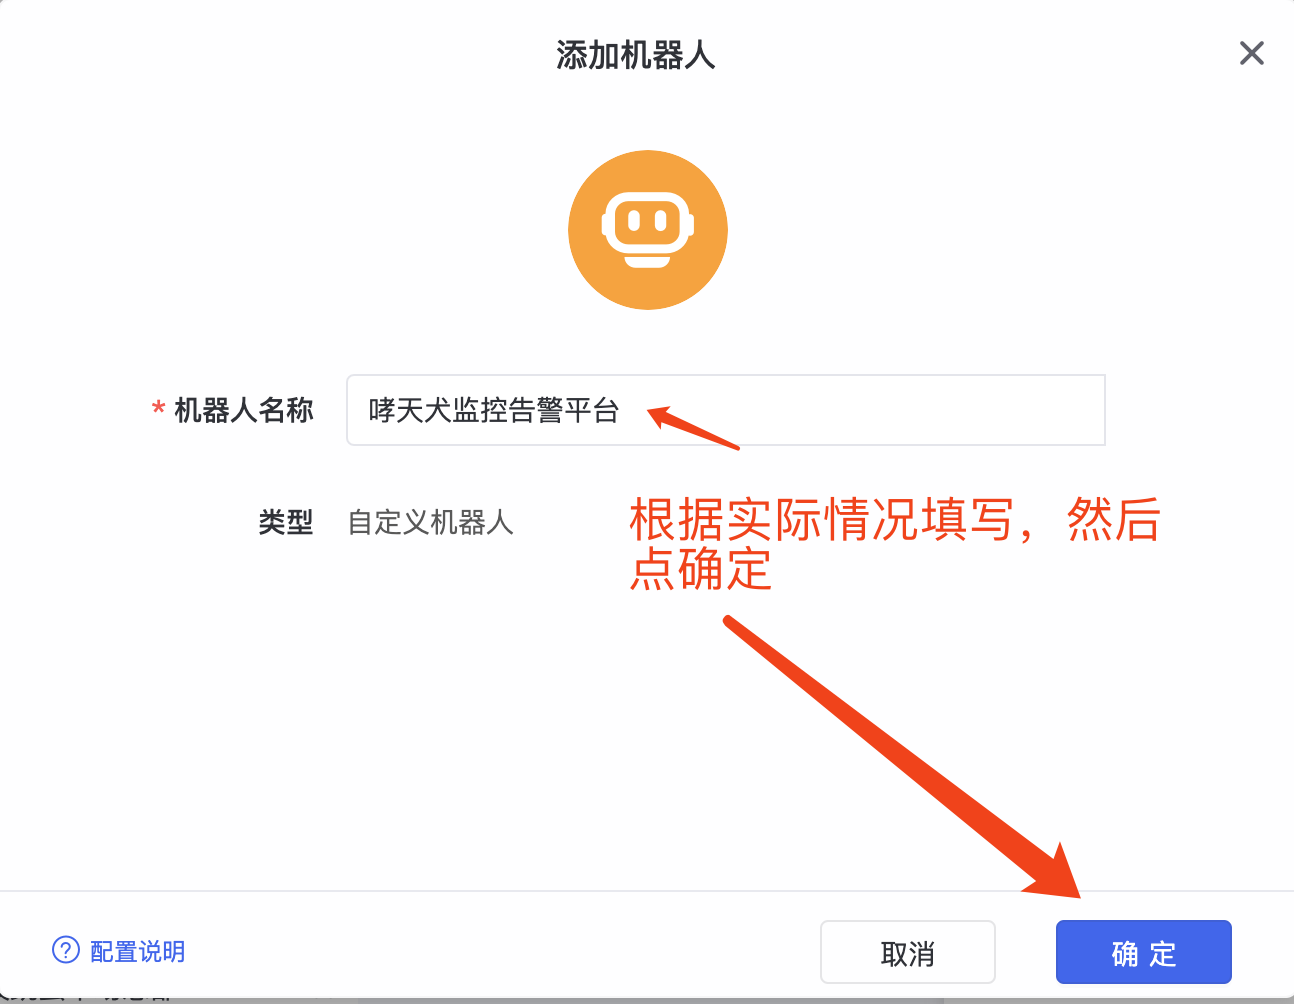 添加机器人
* 机器人名称 哮天犬监控告警平台
类型 自定义机器人
根据实际情况填写，然后
点确定
? 配置说明
取消
确 定